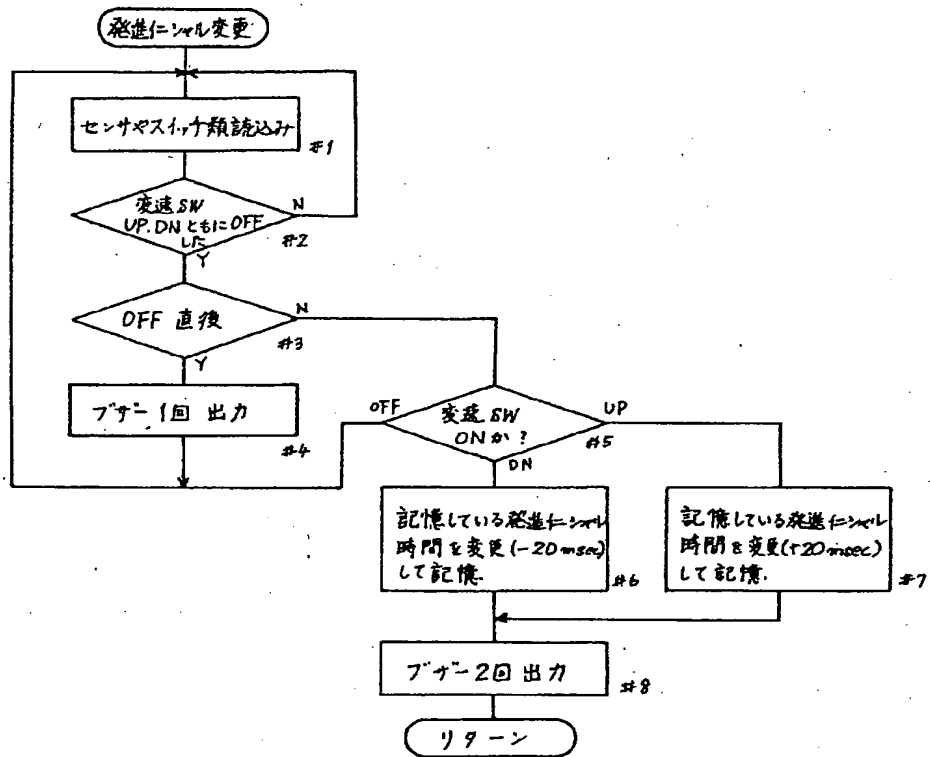 発進イニシャル変更
センサやスイッチ類読込み
#1
変速SW
UP.DNともにOFF
した
N
#2
Y
OFF 直後
N
#3
Y
ブザー1回 出力
#4
OFF
変速SW
ONか?
UP
#5
DN
記憶している発進イニシャル
時間を変更(-20msec)
して記憶.
#6
記憶している発進イニシャル
時間を変更(+20msec)
して記憶.
#7
ブザー2回 出力
#8
リターン